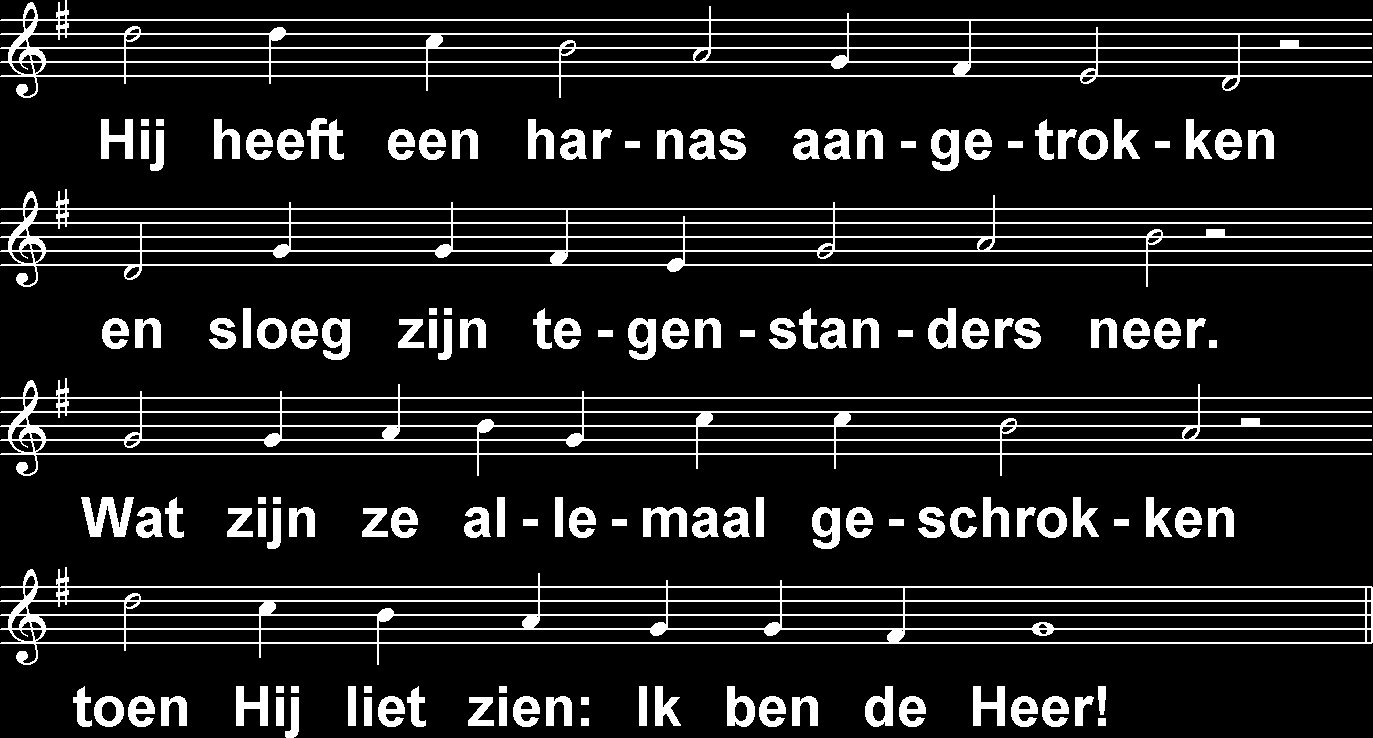 Hij heeft een har - nas aan - ge - trok - ken
en sloeg zijn te - gen - stan - ders neer.
Wat zijn ze al - le - maal ge - schrok - ken
toen Hij liet zien: Ik ben de Heer!